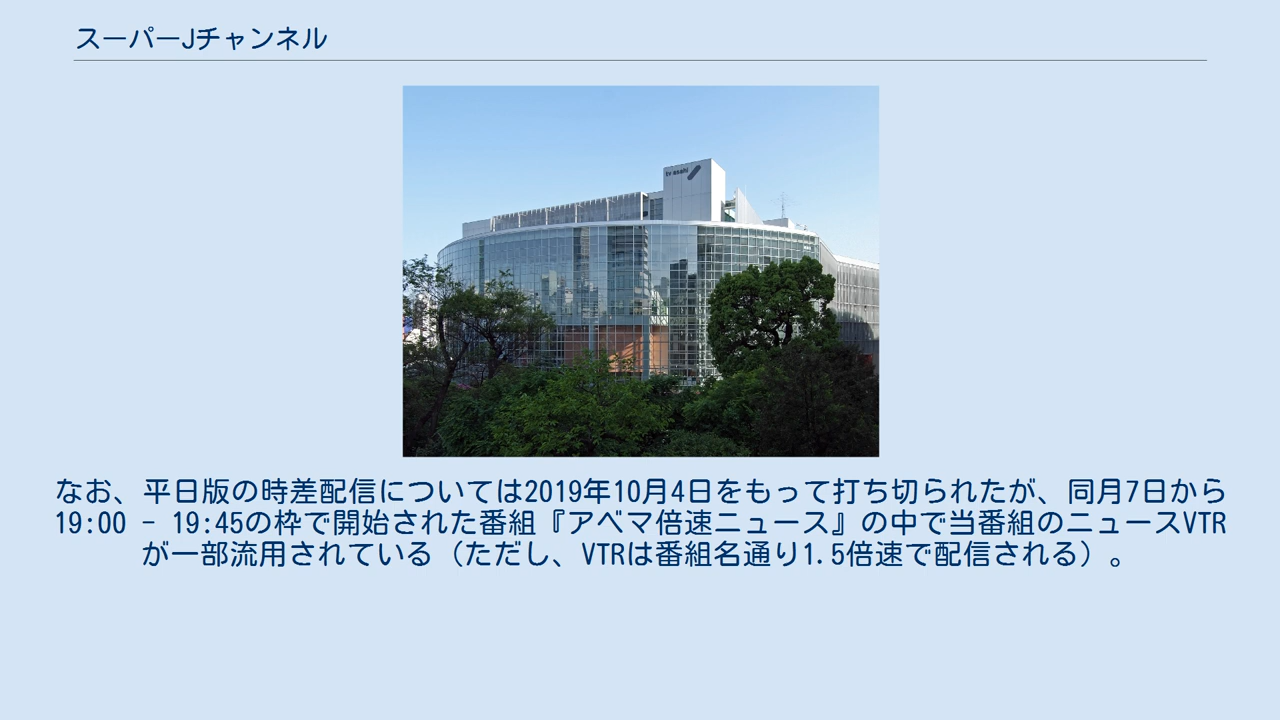 スーパーJチャンネル
tv asahi
なお、平日版の時差配信については2019年10月4日をもって打ち切られたが、同月7日から
19:00 - 19:45の枠で開始された番組『アベマ倍速ニュース』の中で当番組のニュースVTR
が一部流用されている（ただし、VTRは番組名通り1.5倍速で配信される）。